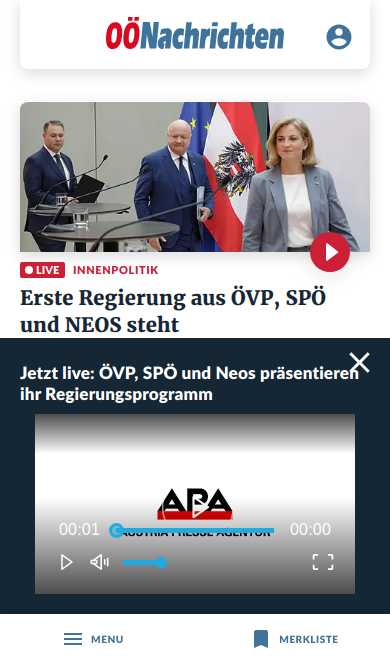 OÖNachrichten
LIVE INNENPOLITIK
Erste Regierung aus ÖVP, SPÖ
und NEOS steht
Jetzt live: ÖVP, SPÖ und Neos präsentieren
ihr Regierungsprogramm
APA
AUSTRIA PRESSE AGENTUR
00:01 00:00
MENU MERKLISTE